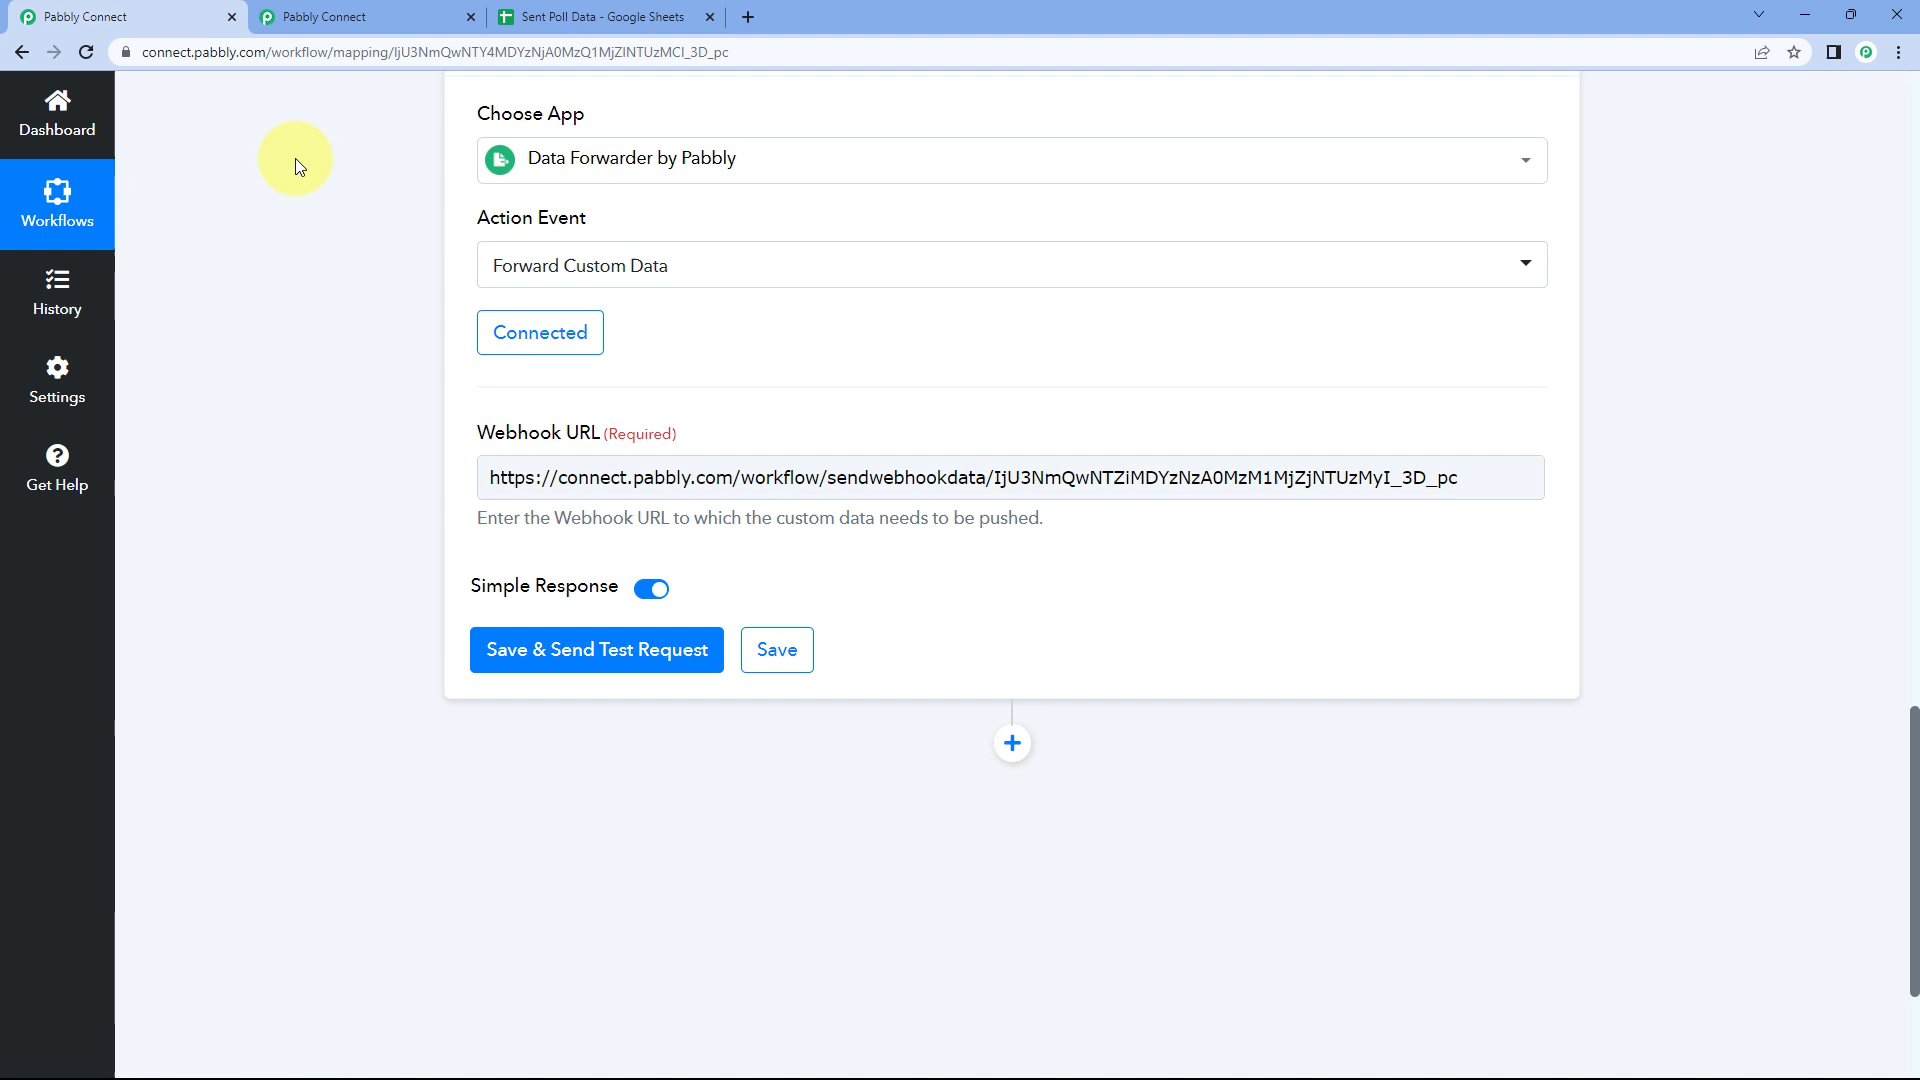 Pabbly Connect
Pabbly Connect
Sent Poll Data - Google Sheets
connect.pabbly.com/workflow/mapping/IjU3NmQwNTY4MDYzNjA0MzQ1MjZlNTUzMCI_3D_pc
Dashboard
Workflows
History
Settings
Get Help
Choose App
Data Forwarder by Pabbly
Action Event
Forward Custom Data
Connected
Webhook URL (Required)
https://connect.pabbly.com/workflow/sendwebhookdata/IjU3NmQwNTZiMDYzNzA0MzM1MjZjNTUzMyI_3D_pc
Enter the Webhook URL to which the custom data needs to be pushed.
Simple Response
Save & Send Test Request
Save